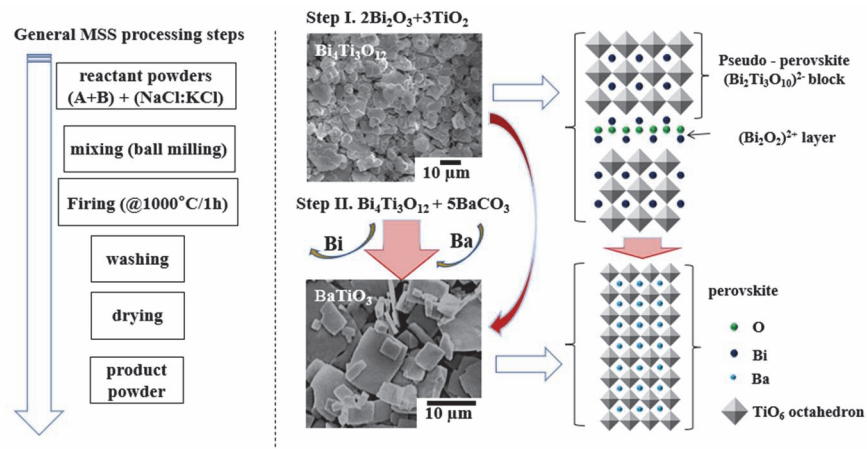 General MSS processing steps
reactant powders
(A+B) + (NaCl:KCl)
mixing (ball milling)
Firing (@1000°C/1h)
washing
drying
product
powder
Step I. 2Bi₂O₃+3TiO₂
Bi₄Ti₃O₁₂
10 μm
Step II. Bi₄Ti₃O₁₂ + 5BaCO₃
Bi
Ba
BaTiO₃
10 μm
Pseudo - perovskite
(Bi₂Ti₃O₁₀)²⁻ block
(Bi₂O₂)²⁺ layer
perovskite
O
Bi
Ba
TiO₆ octahedron